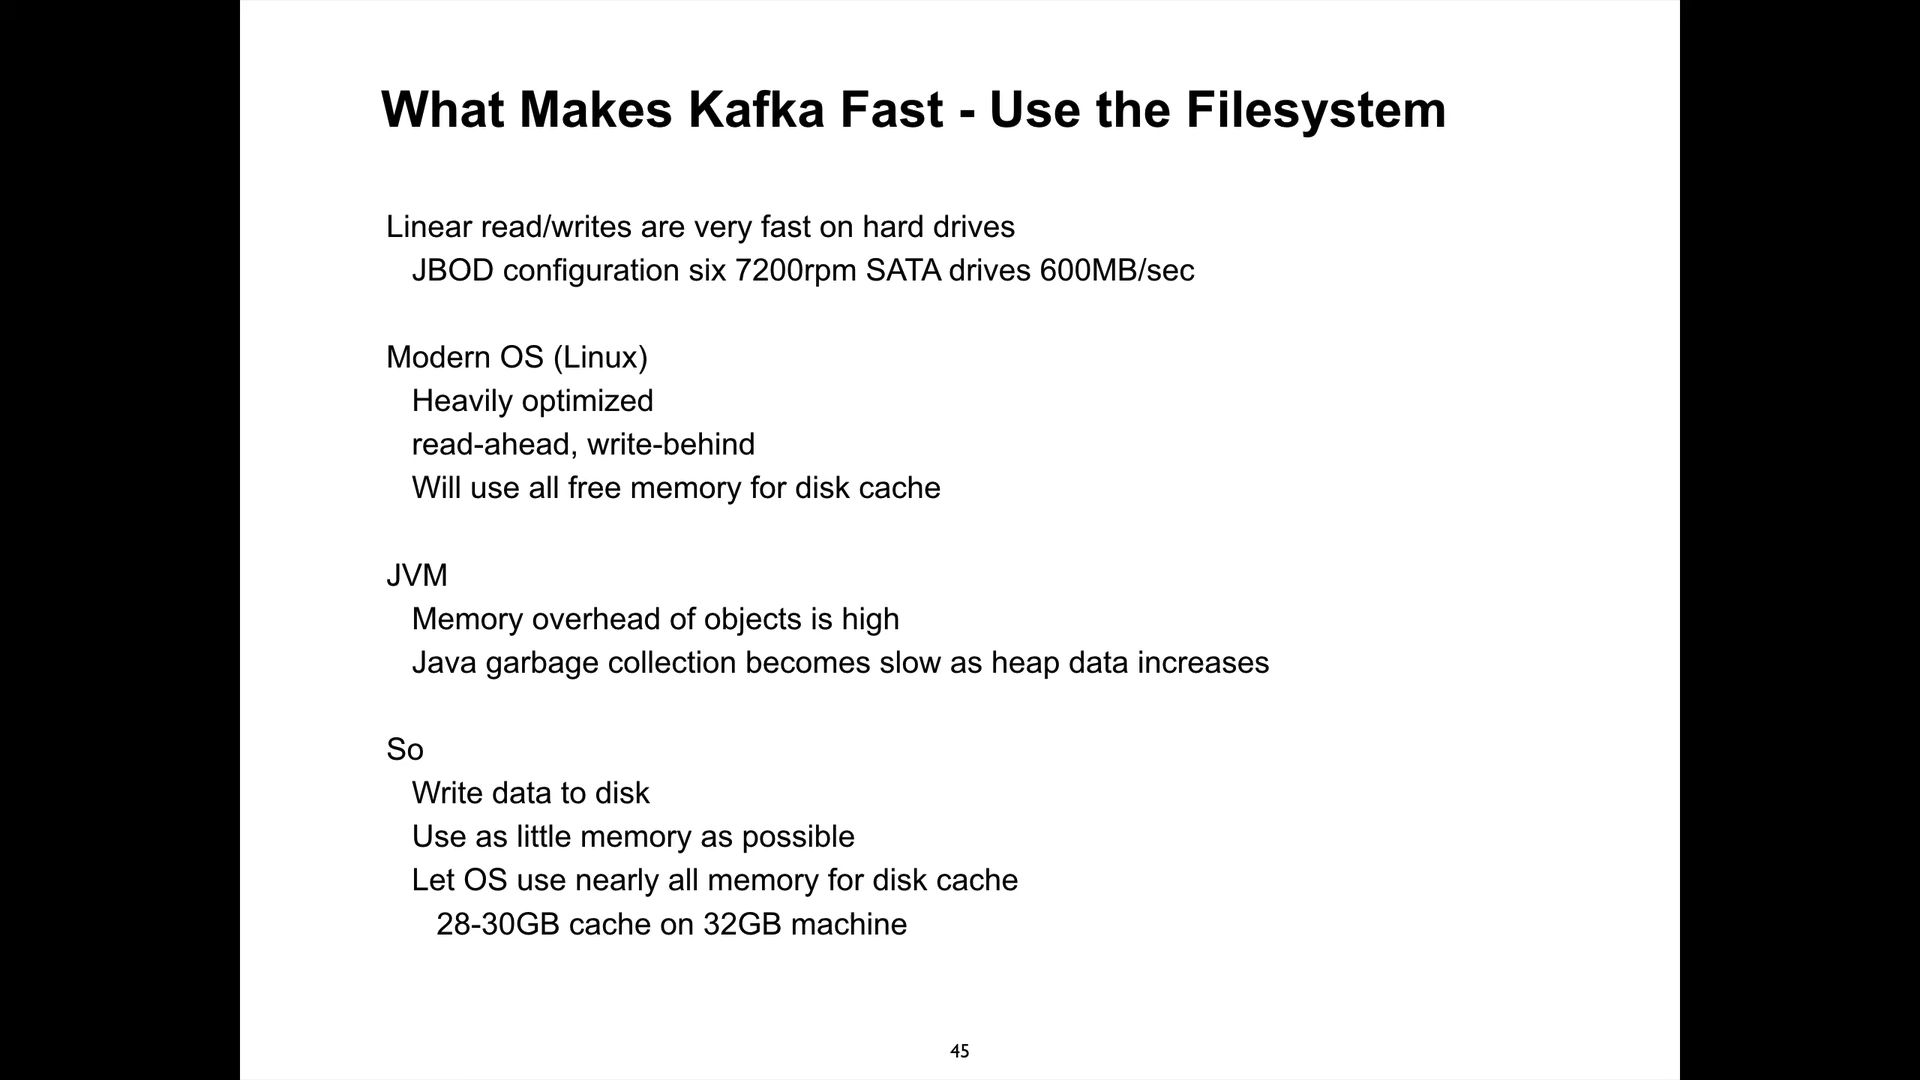 What Makes Kafka Fast - Use the Filesystem
Linear read/writes are very fast on hard drives
JBOD configuration six 7200rpm SATA drives 600MB/sec
Modern OS (Linux)
Heavily optimized
read-ahead, write-behind
Will use all free memory for disk cache
JVM
Memory overhead of objects is high
Java garbage collection becomes slow as heap data increases
So
Write data to disk
Use as little memory as possible
Let OS use nearly all memory for disk cache
28-30GB cache on 32GB machine
45